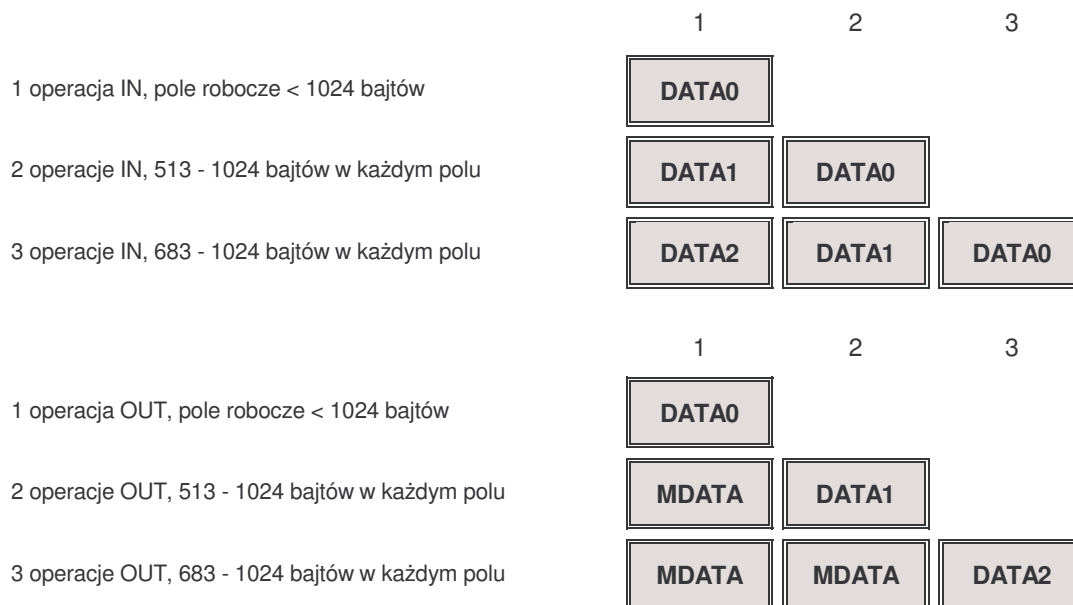 1 2 3
1 operacja IN, pole robocze < 1024 bajtów DATA0
2 operacje IN, 513 - 1024 bajtów w każdym polu DATA1 DATA0
3 operacje IN, 683 - 1024 bajtów w każdym polu DATA2 DATA1 DATA0
1 2 3
1 operacja OUT, pole robocze < 1024 bajtów DATA0
2 operacje OUT, 513 - 1024 bajtów w każdym polu MDATA DATA1
3 operacje OUT, 683 - 1024 bajtów w każdym polu MDATA MDATA DATA2